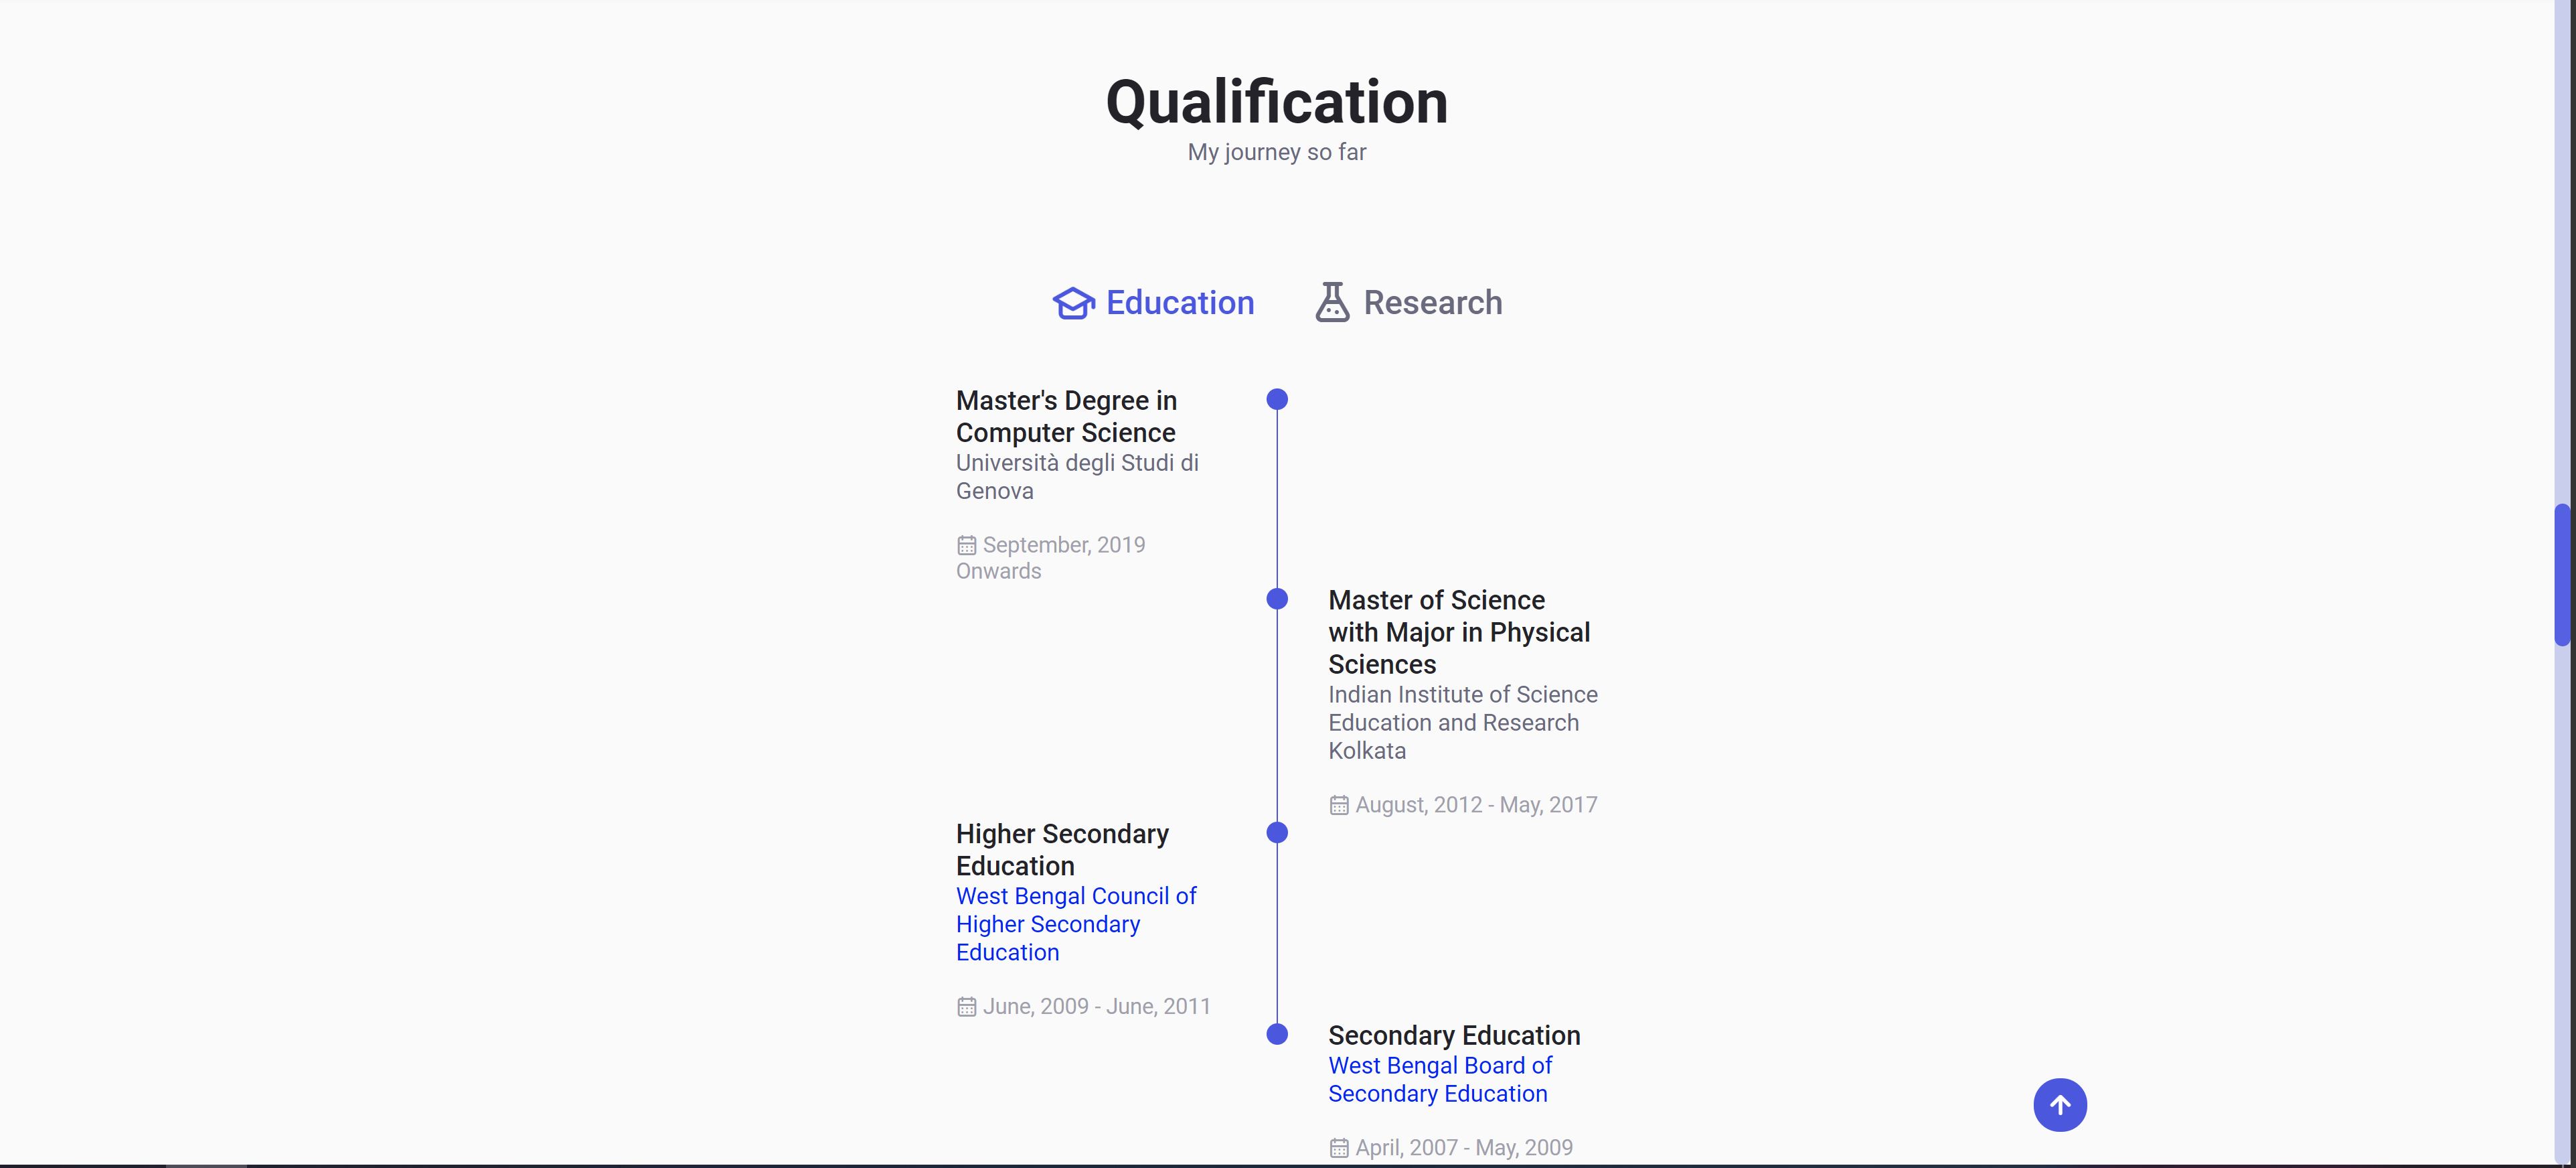 Qualification
My journey so far
Education
Research
Master's Degree in
Computer Science
Università degli Studi di
Genova
September, 2019
Onwards
Master of Science
with Major in Physical
Sciences
Indian Institute of Science
Education and Research
Kolkata
August, 2012 - May, 2017
Higher Secondary
Education
West Bengal Council of
Higher Secondary
Education
June, 2009 - June, 2011
Secondary Education
West Bengal Board of
Secondary Education
April, 2007 - May, 2009